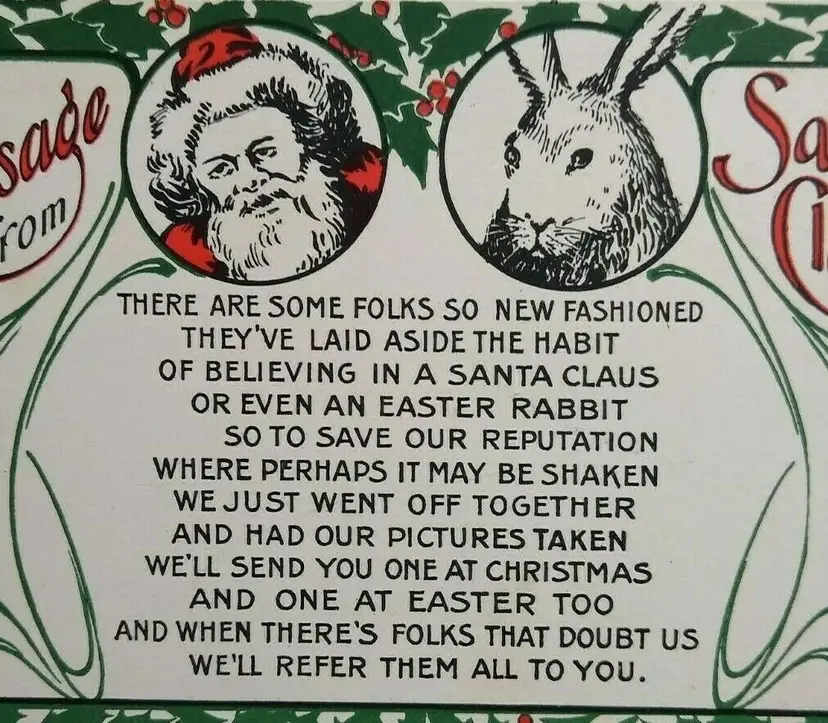 from
THERE ARE SOME FOLKS SO NEW FASHIONED
THEY'VE LAID ASIDE THE HABIT
OF BELIEVING IN A SANTA CLAUS
OR EVEN AN EASTER RABBIT
SO TO SAVE OUR REPUTATION
WHERE PERHAPS IT MAY BE SHAKEN
WE JUST WENT OFF TOGETHER
AND HAD OUR PICTURES TAKEN
WE'LL SEND YOU ONE AT CHRISTMAS
AND ONE AT EASTER TOO
AND WHEN THERE'S FOLKS THAT DOUBT US
WE'LL REFER THEM ALL TO YOU.